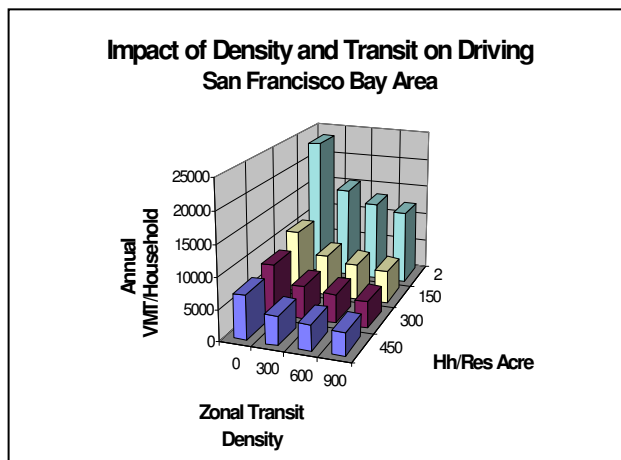 Impact of Density and Transit on Driving
San Francisco Bay Area
Annual
VMT/Household
25000
20000
15000
10000
5000
0
0
300
600
900
Zonal Transit
Density
2
150
300
450
Hh/Res Acre